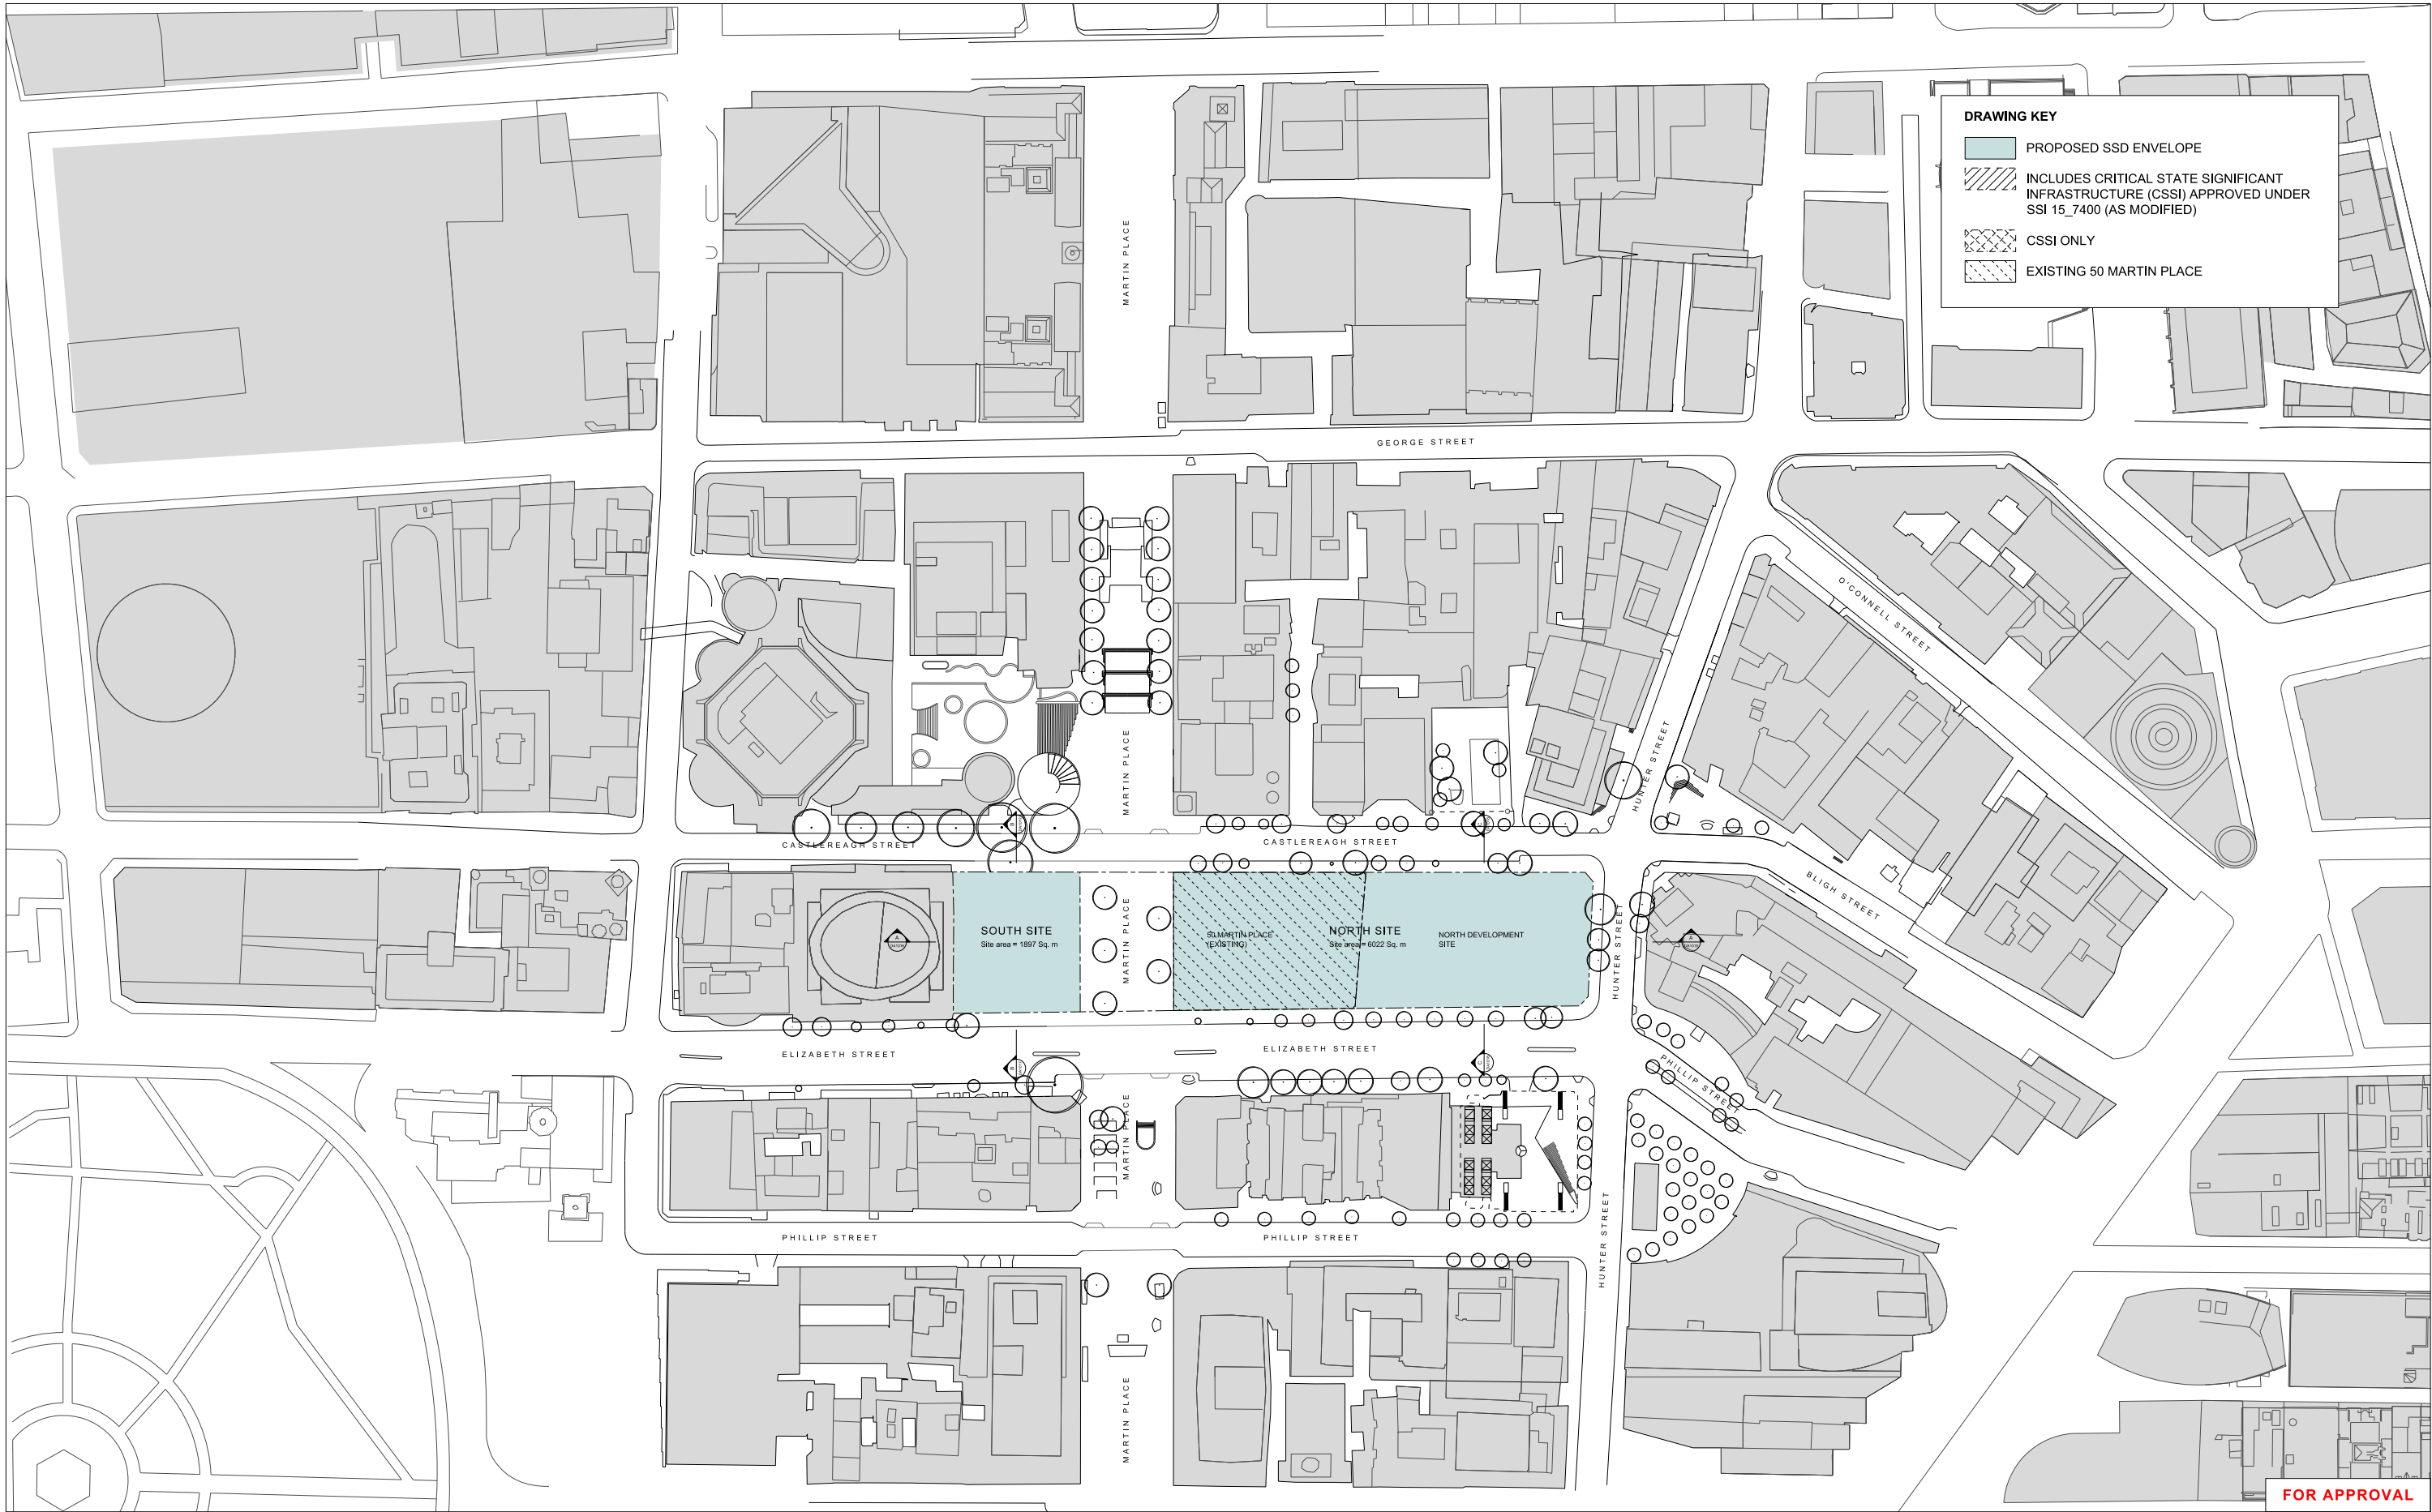 DRAWING KEY
PROPOSED SSD ENVELOPE
INCLUDES CRITICAL STATE SIGNIFICANT
INFRASTRUCTURE (CSSI) APPROVED UNDER
SSI 15_7400 (AS MODIFIED)
CSSI ONLY
EXISTING 50 MARTIN PLACE
MARTIN PLACE
GEORGE STREET
O'CONNELL STREET
MARTIN PLACE
HUNTER STREET
CASTLEREAGH STREET
CASTLEREAGH STREET
BLIGH STREET
SOUTH SITE
Site area = 1897 Sq. m
MARTIN PLACE
50 MARTIN PLACE
(EXISTING)
NORTH SITE
Site area = 6022 Sq. m
NORTH DEVELOPMENT
SITE
HUNTER STREET
A
A
ELIZABETH STREET
ELIZABETH STREET
PHILLIP STREET
MARTIN PLACE
PHILLIP STREET
PHILLIP STREET
HUNTER STREET
MARTIN PLACE
FOR APPROVAL